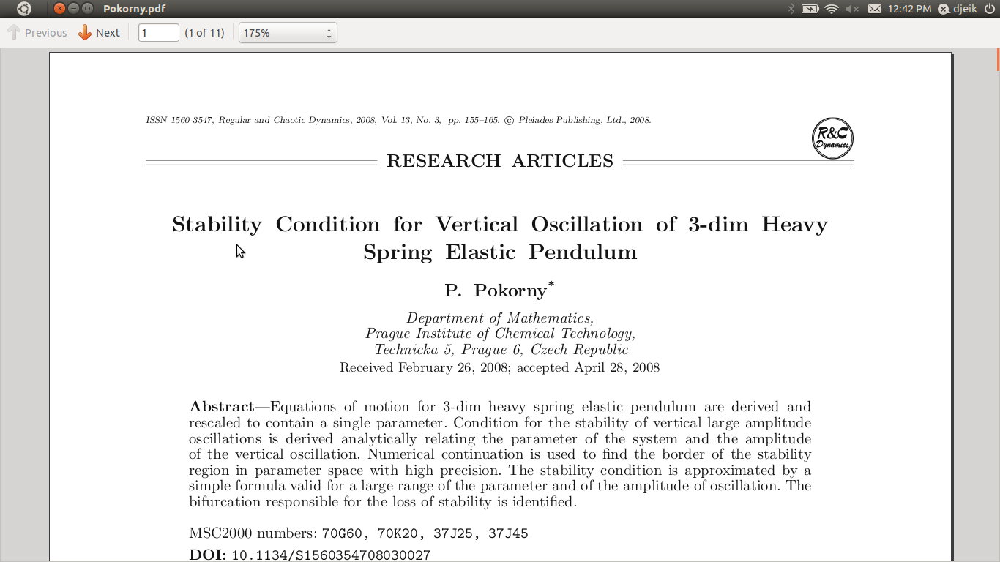 Pokorny.pdf
12:42 PM djeik
Previous Next 1 (1 of 11) 175%
ISSN 1560-3547, Regular and Chaotic Dynamics, 2008, Vol. 13, No. 3, pp. 155–165. © Pleiades Publishing, Ltd., 2008.
R&C
Dynamics
RESEARCH ARTICLES
Stability Condition for Vertical Oscillation of 3-dim Heavy
Spring Elastic Pendulum
P. Pokorny*
Department of Mathematics,
Prague Institute of Chemical Technology,
Technicka 5, Prague 6, Czech Republic
Received February 26, 2008; accepted April 28, 2008
Abstract—Equations of motion for 3-dim heavy spring elastic pendulum are derived and
rescaled to contain a single parameter. Condition for the stability of vertical large amplitude
oscillations is derived analytically relating the parameter of the system and the amplitude
of the vertical oscillation. Numerical continuation is used to find the border of the stability
region in parameter space with high precision. The stability condition is approximated by a
simple formula valid for a large range of the parameter and of the amplitude of oscillation. The
bifurcation responsible for the loss of stability is identified.
MSC2000 numbers: 70G60, 70K20, 37J25, 37J45
DOI: 10.1134/S1560354708030027